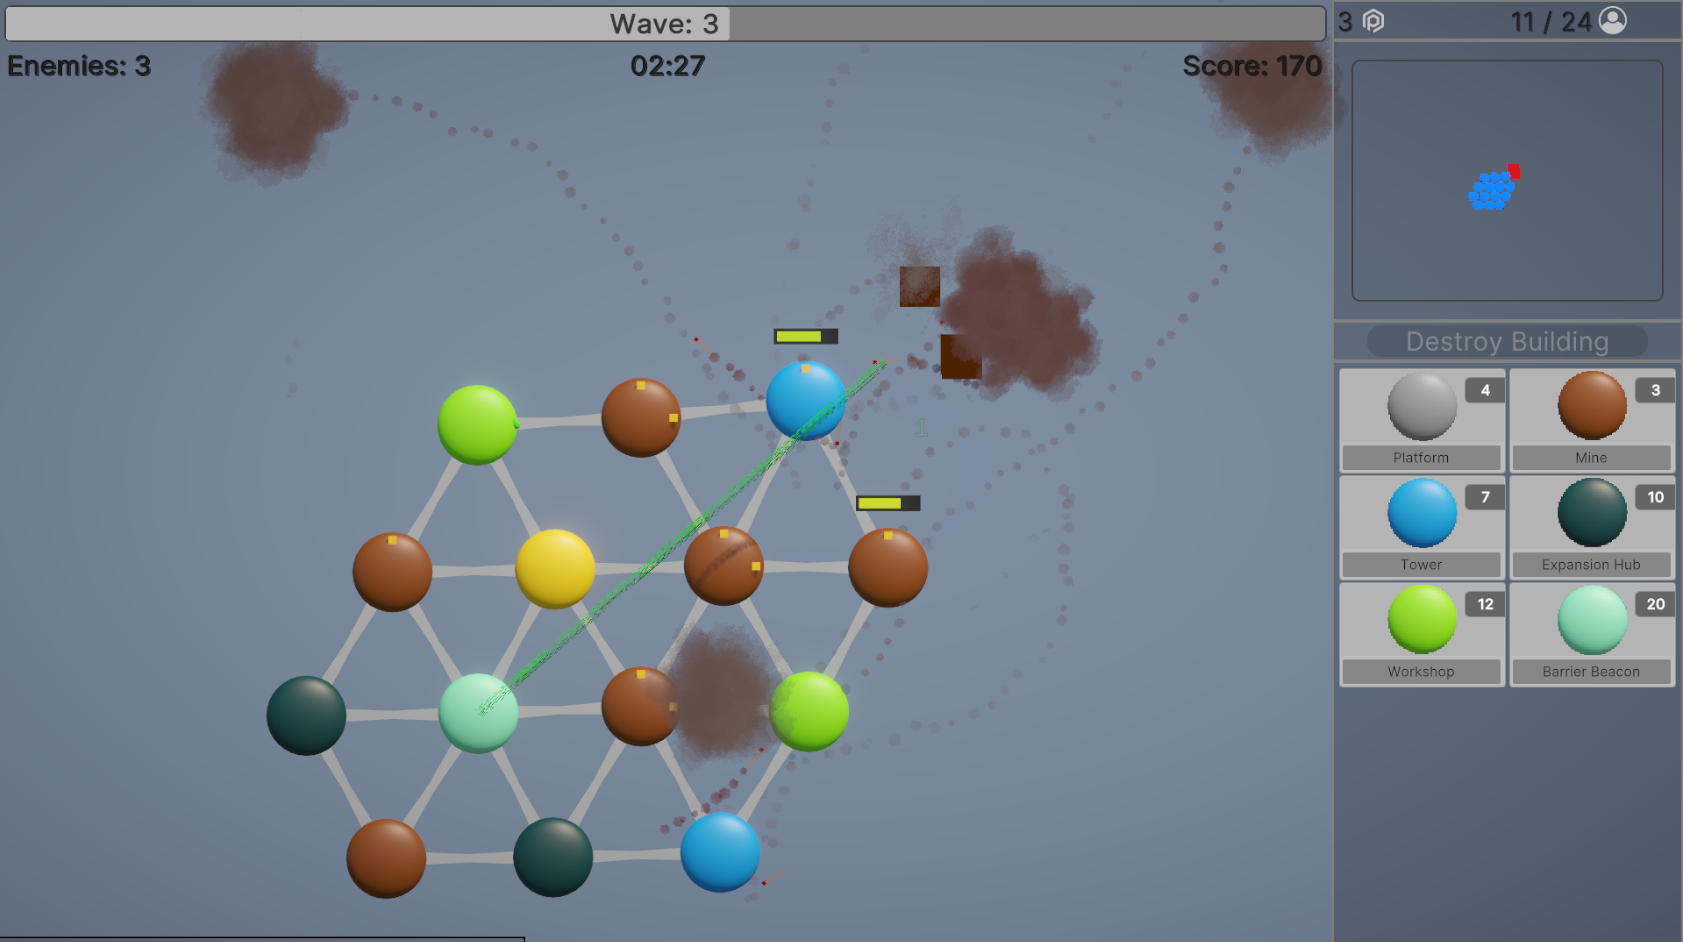 Wave: 3
3
11 / 24
Enemies: 3
02:27
Score: 170
1
Destroy Building
4
3
Platform
Mine
7
10
Tower
Expansion Hub
12
20
Workshop
Barrier Beacon